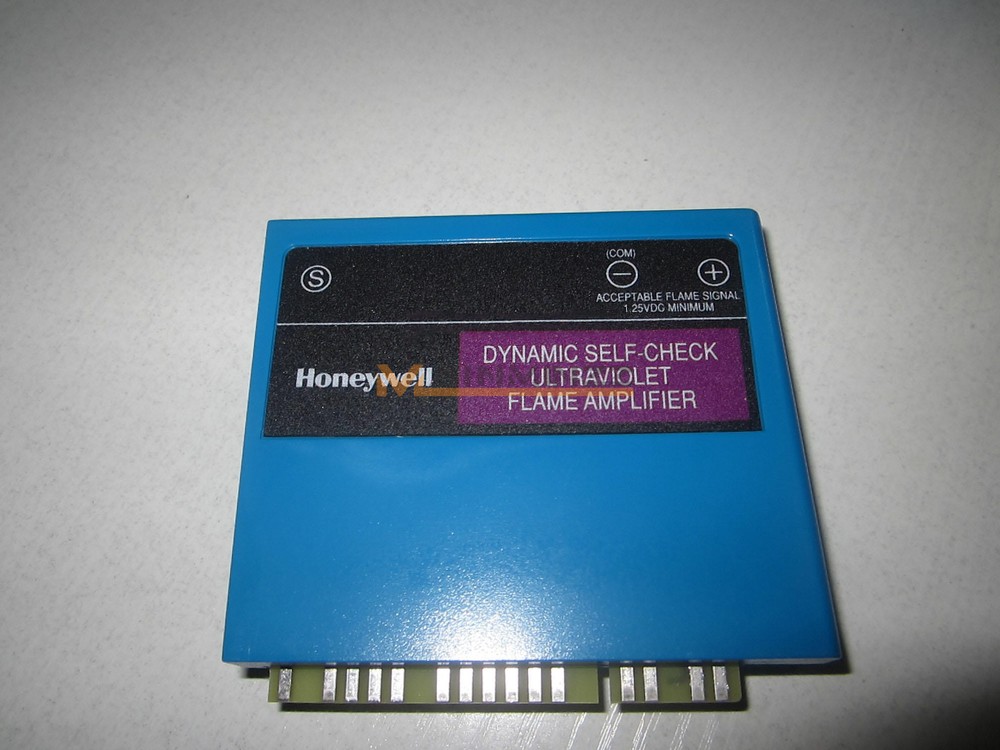 (COM)
S − +
ACCEPTABLE FLAME SIGNAL
1.25VDC MINIMUM
Honeywell
DYNAMIC SELF-CHECK
ULTRAVIOLET
FLAME AMPLIFIER